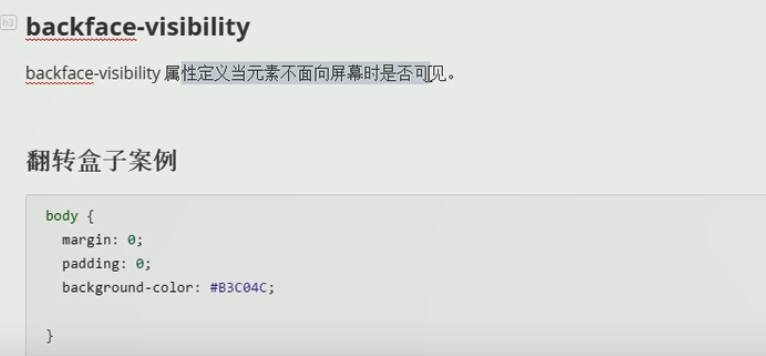 h3
backface-visibility
backface-visibility 属性定义当元素不面向屏幕时是否可见。
翻转盒子案例
body {
  margin: 0;
  padding: 0;
  background-color: #B3C04C;
}